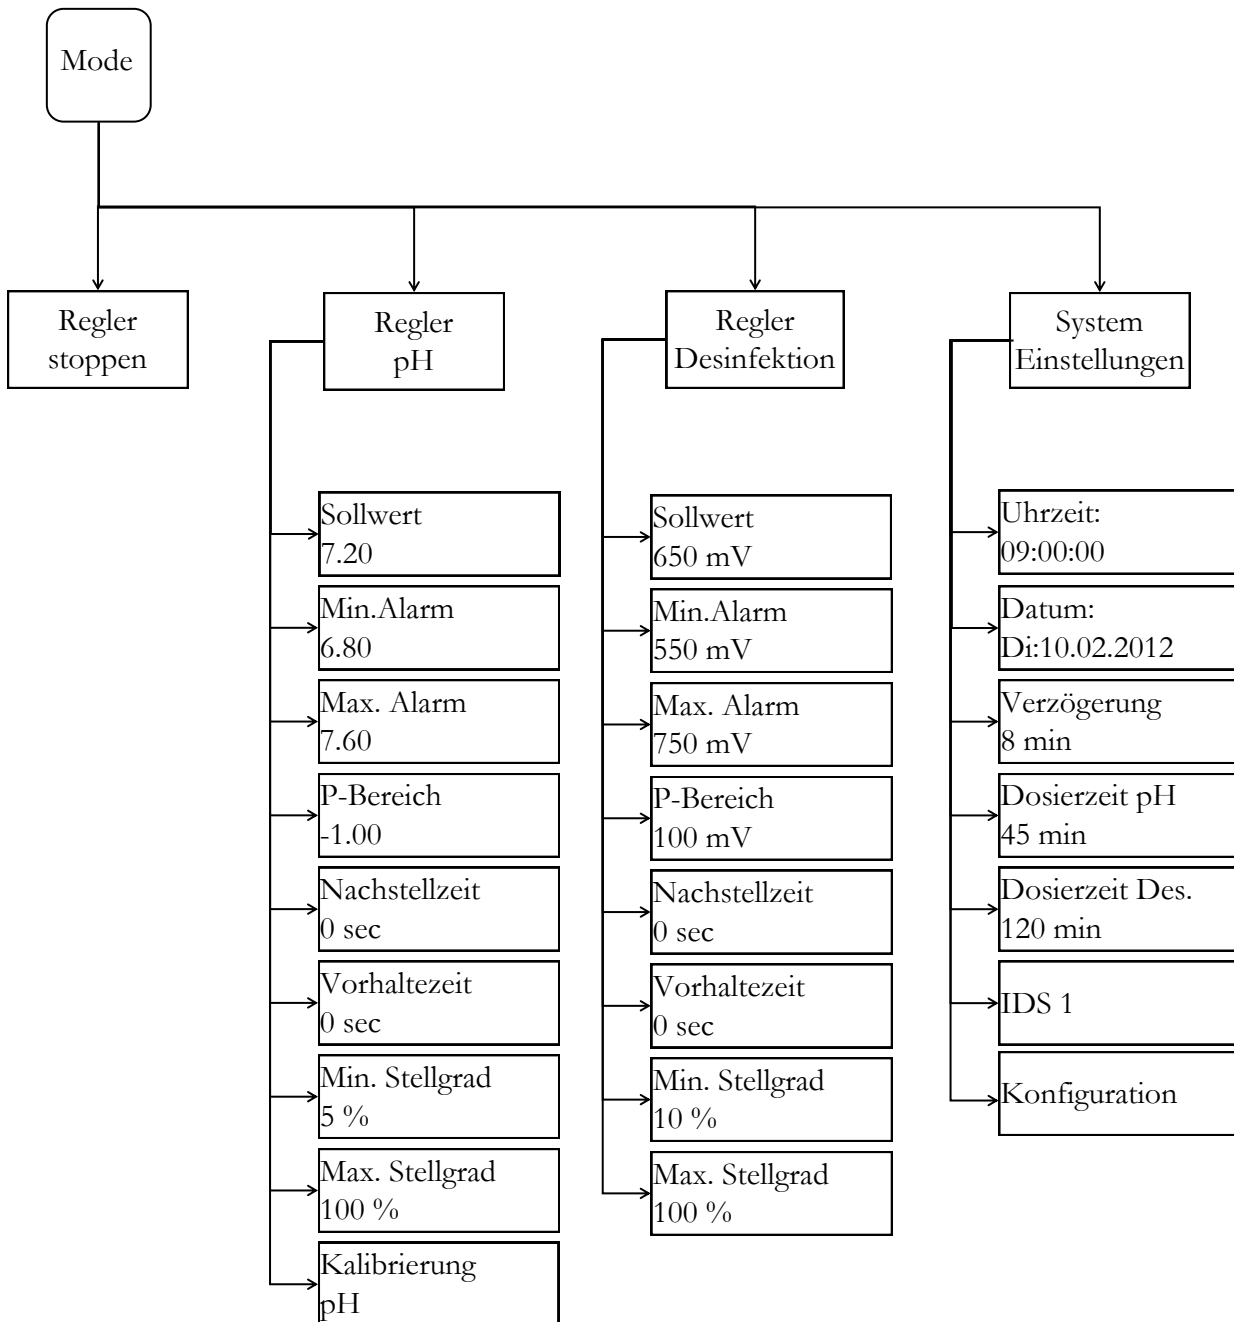 Mode
Regler
stoppen
Regler
pH
Regler
Desinfektion
System
Einstellungen
Sollwert
7.20
Min.Alarm
6.80
Max. Alarm
7.60
P-Bereich
-1.00
Nachstellzeit
0 sec
Vorhaltezeit
0 sec
Min. Stellgrad
5 %
Max. Stellgrad
100 %
Kalibrierung
pH
Sollwert
650 mV
Min.Alarm
550 mV
Max. Alarm
750 mV
P-Bereich
100 mV
Nachstellzeit
0 sec
Vorhaltezeit
0 sec
Min. Stellgrad
10 %
Max. Stellgrad
100 %
Uhrzeit:
09:00:00
Datum:
Di:10.02.2012
Verzögerung
8 min
Dosierzeit pH
45 min
Dosierzeit Des.
120 min
IDS 1
Konfiguration